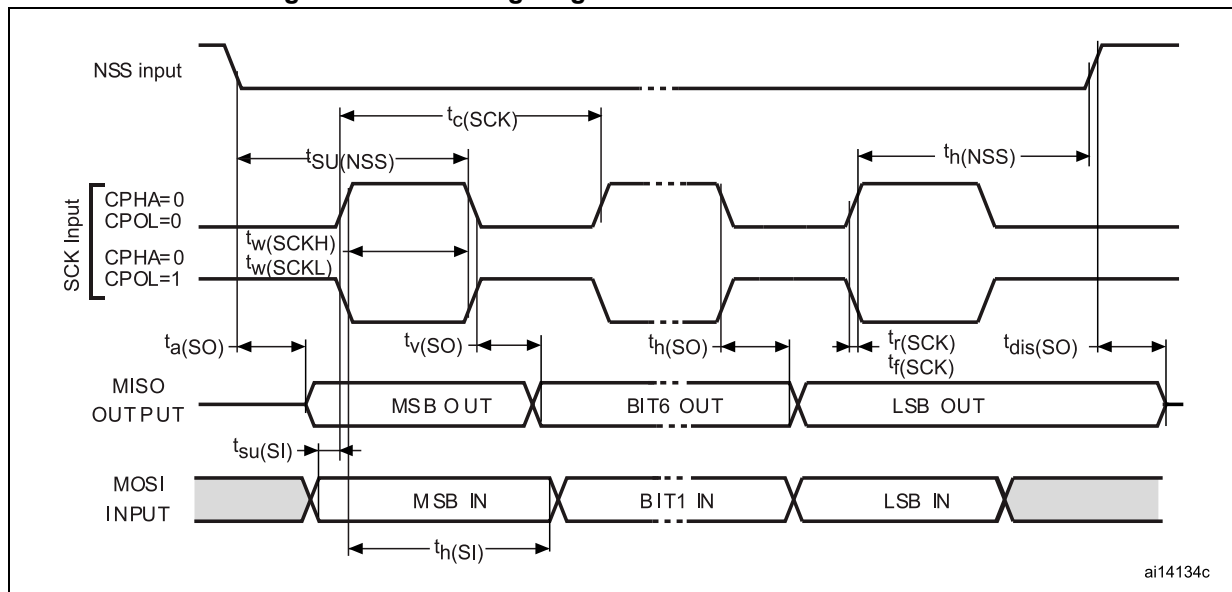 NSS input
tc(SCK)
tSU(NSS)
th(NSS)
SCK Input
CPHA=0
CPOL=0
tw(SCKH)
CPHA=0
tw(SCKL)
CPOL=1
ta(SO)
tv(SO)
th(SO)
tr(SCK)
tf(SCK)
tdis(SO)
MISO
OUTPUT
MSB OUT
BIT6 OUT
LSB OUT
tsu(SI)
MOSI
INPUT
MSB IN
BIT1 IN
LSB IN
th(SI)
ai14134c